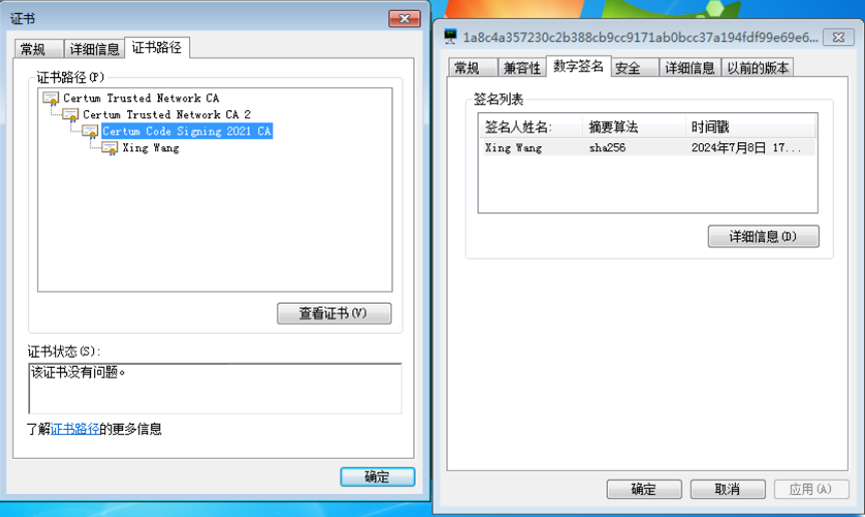 证书
常规
详细信息
证书路径
证书路径(P)
Certum Trusted Network CA
Certum Trusted Network CA 2
Certum Code Signing 2021 CA
Xing Wang
查看证书(V)
证书状态(S):
该证书没有问题。
了解证书路径的更多信息
确定
1a8c4a357230c2b388cb9cc9171ab0bcc37a194fdf99e69e6...
常规
兼容性
数字签名
安全
详细信息
以前的版本
签名列表
签名人姓名: 摘要算法 时间戳
Xing Wang sha256 2024年7月8日 17...
详细信息(D)
确定
取消
应用(A)